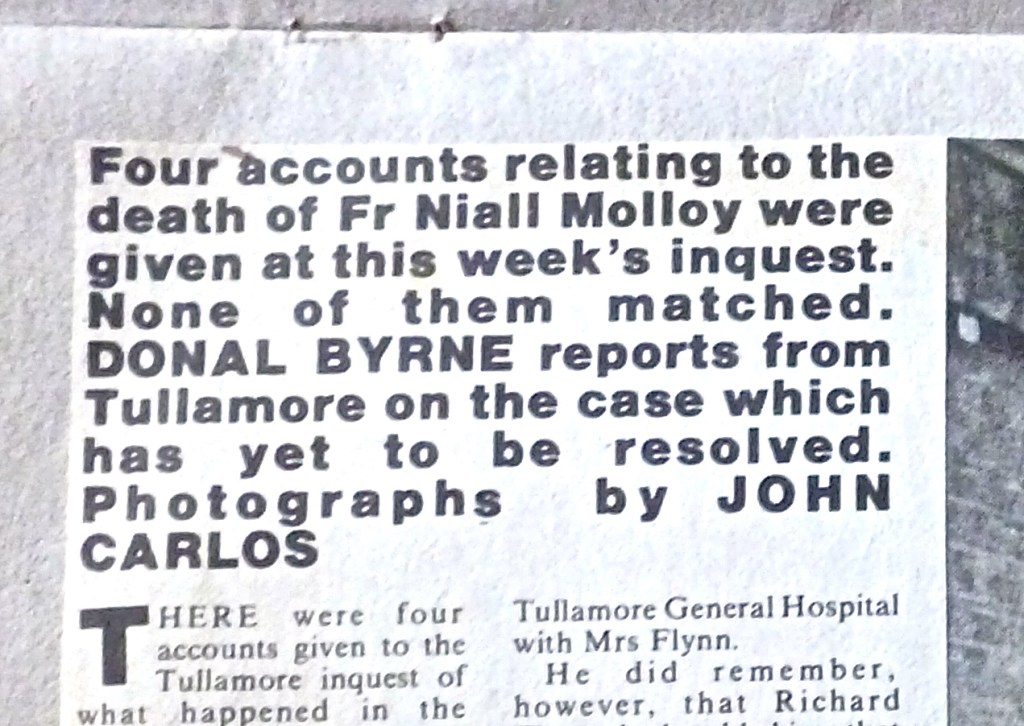 Four accounts relating to the
death of Fr Niall Molloy were
given at this week's inquest.
None of them matched.
DONAL BYRNE reports from
Tullamore on the case which
has yet to be resolved.
Photographs by JOHN
CARLOS
THERE were four
accounts given to the
Tullamore inquest of
what happened in the
Tullamore General Hospital
with Mrs Flynn.
He did remember,
however, that Richard